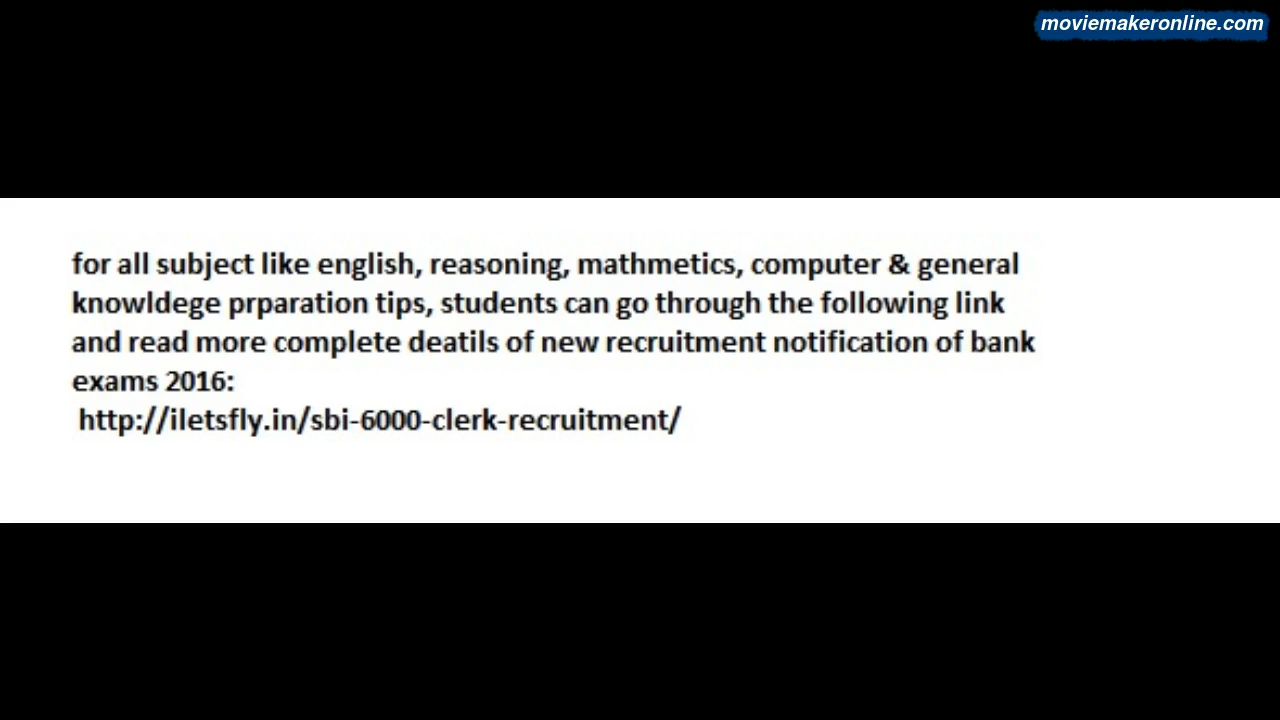 moviemakeronline.com
for all subject like english, reasoning, mathmetics, computer & general
knowldege prparation tips, students can go through the following link
and read more complete deatils of new recruitment notification of bank
exams 2016:
http://iletsfly.in/sbi-6000-clerk-recruitment/